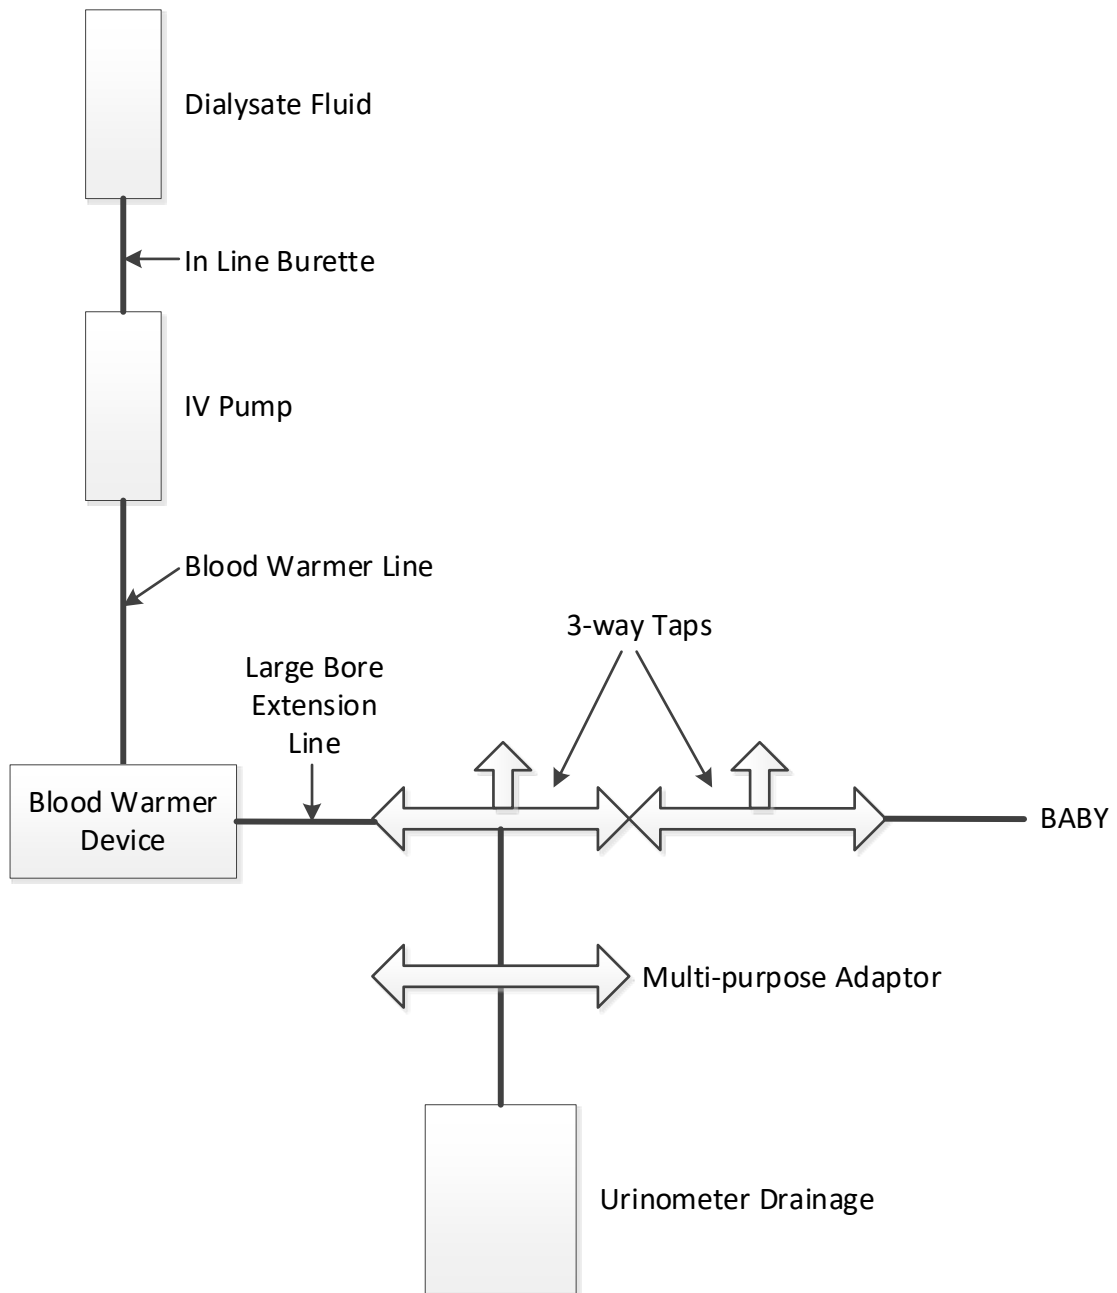 Dialysate Fluid
In Line Burette
IV Pump
Blood Warmer Line
3-way Taps
Large Bore
Extension
Line
Blood Warmer
Device
BABY
Multi-purpose Adaptor
Urinometer Drainage